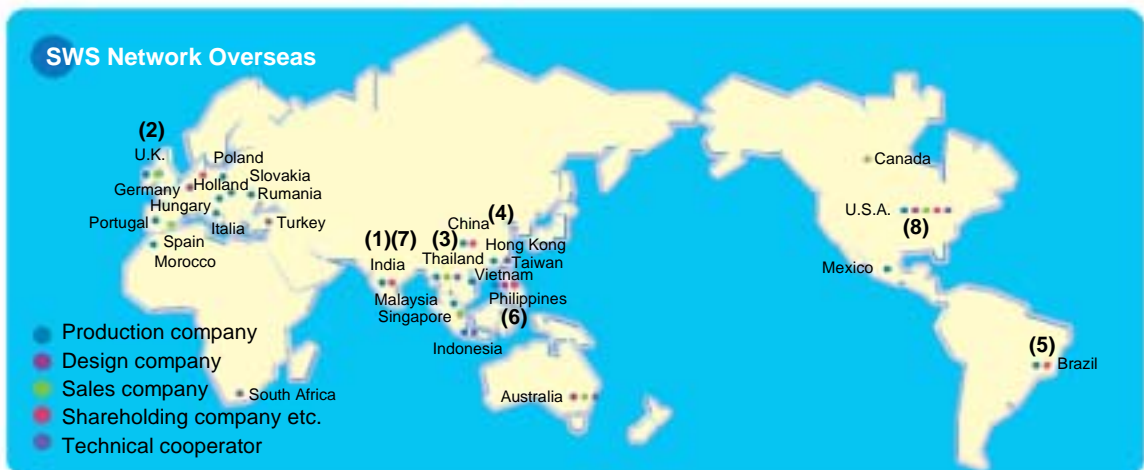 SWS Network Overseas
(2)
U.K.
Poland
Slovakia
Germany
Holland
Rumania
Hungary
Portugal
Italia
Turkey
Spain
Morocco
(4)
China
(1)(7)
(3)
Hong Kong
India
Thailand
Taiwan
Vietnam
Malaysia
Philippines
Singapore
(6)
Indonesia
South Africa
Australia
Canada
U.S.A.
(8)
Mexico
(5)
Brazil
Production company
Design company
Sales company
Shareholding company etc.
Technical cooperator